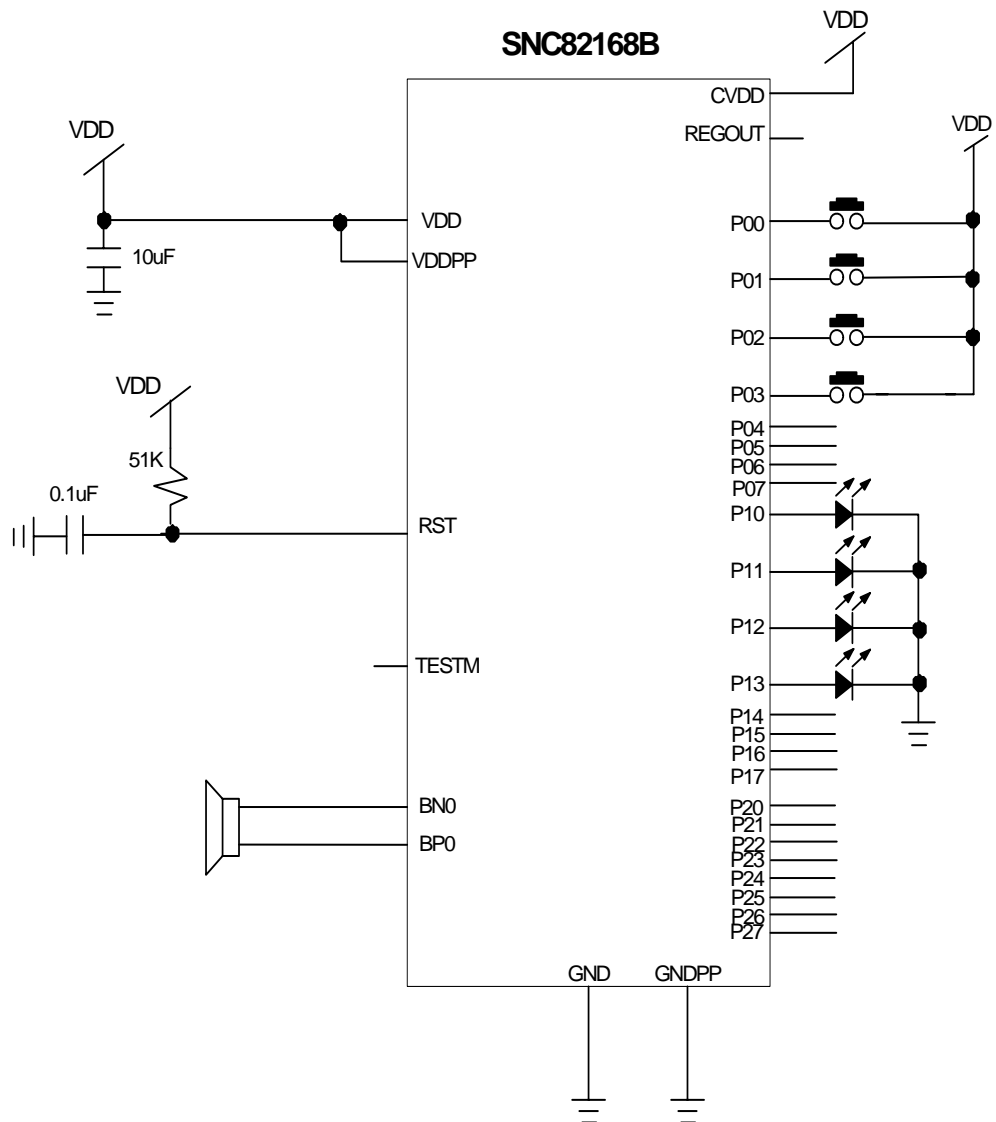 SNC82168B
VDD
CVDD
REGOUT
VDD
VDD
VDD
VDDPP
10uF
P00
P01
P02
P03
VDD
51K
0.1uF
RST
P04
P05
P06
P07
P10
P11
P12
P13
TESTM
P14
P15
P16
P17
BN0
BP0
P20
P21
P22
P23
P24
P25
P26
P27
GND
GNDPP